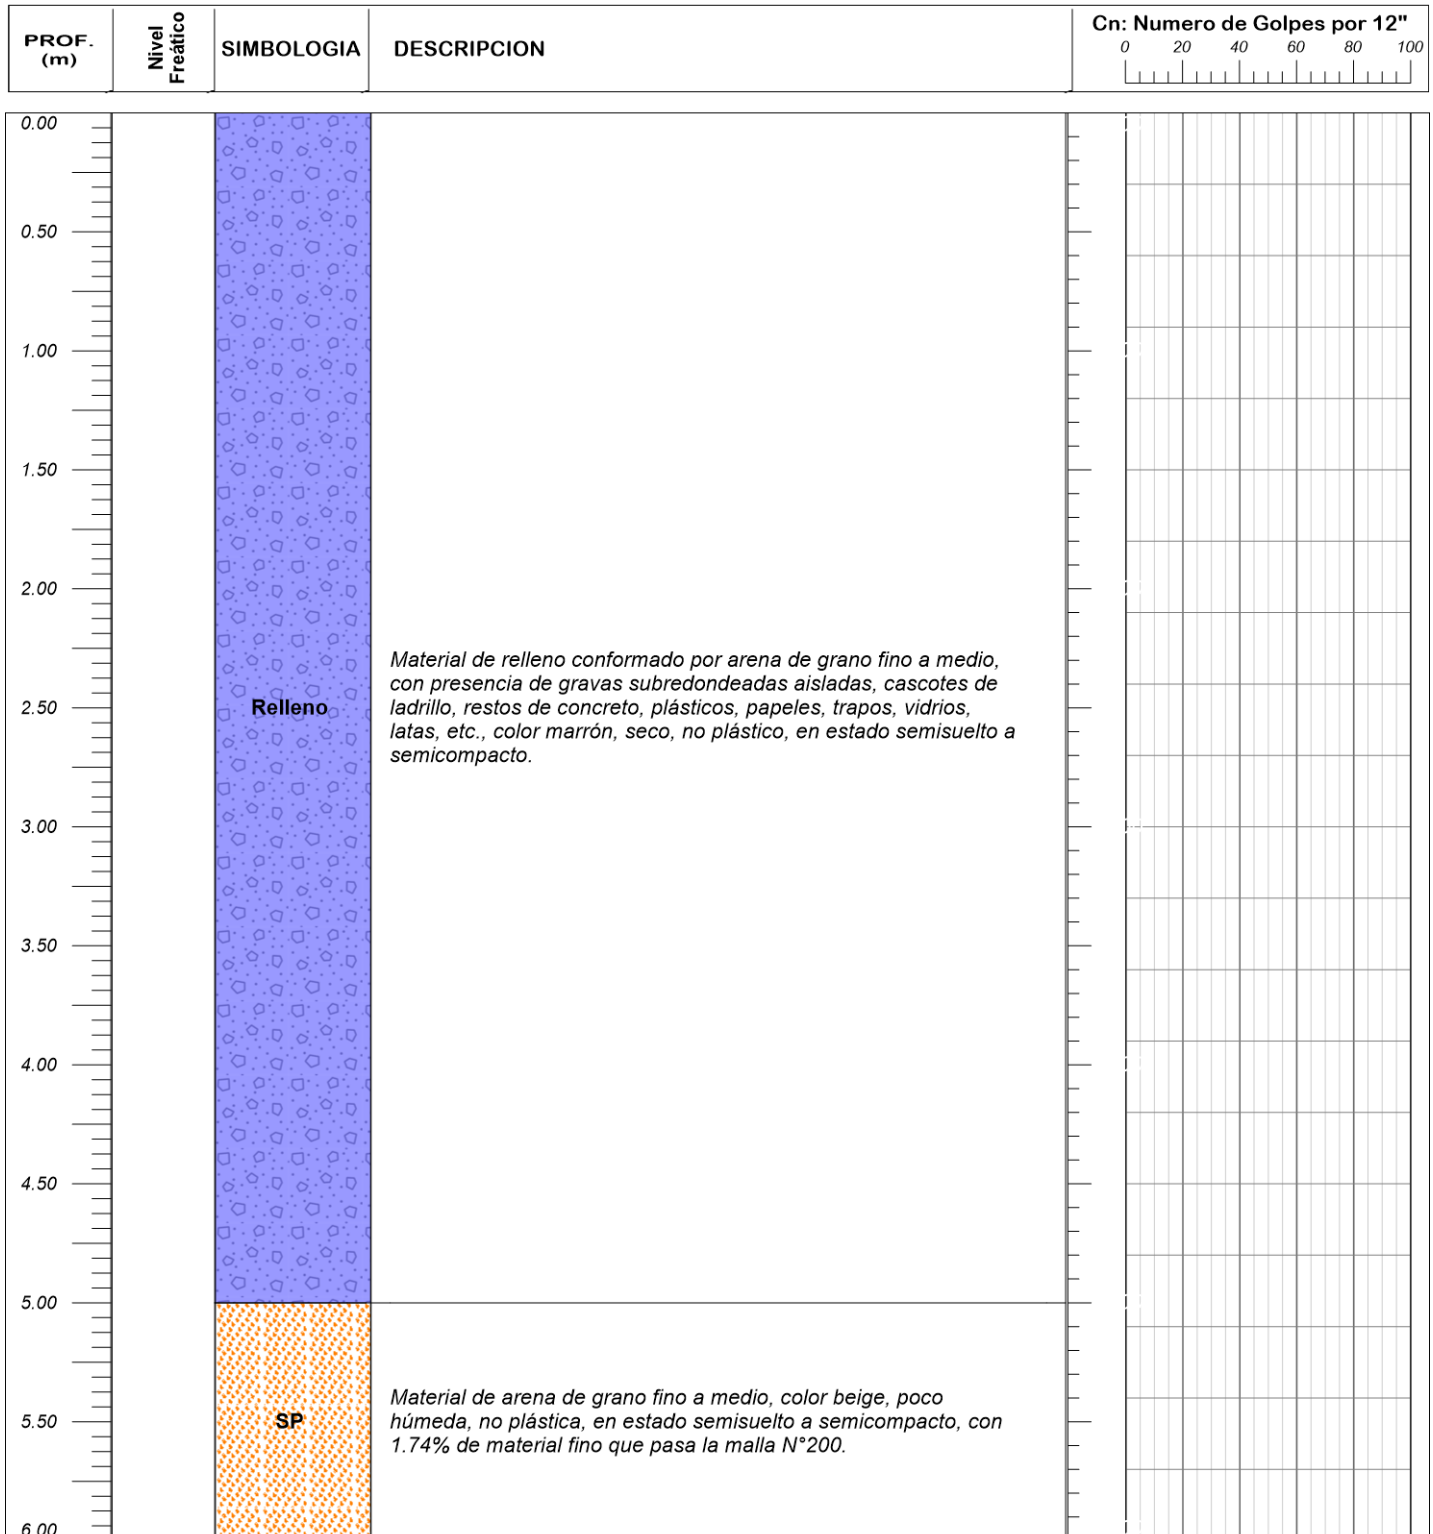 PROF.
(m)
Nivel
Freático
SIMBOLOGIA
DESCRIPCION
Cn: Numero de Golpes por 12"
0 20 40 60 80 100
0.00
0.50
1.00
1.50
2.00
Material de relleno conformado por arena de grano fino a medio,
con presencia de gravas subredondeadas aisladas, cascotes de
2.50
Relleno
ladrillo, restos de concreto, plásticos, papeles, trapos, vidrios,
latas, etc., color marrón, seco, no plástico, en estado semisuelto a
semicompacto.
3.00
3.50
4.00
4.50
5.00
Material de arena de grano fino a medio, color beige, poco
5.50
SP
húmeda, no plástica, en estado semisuelto a semicompacto, con
1.74% de material fino que pasa la malla N°200.
6.00